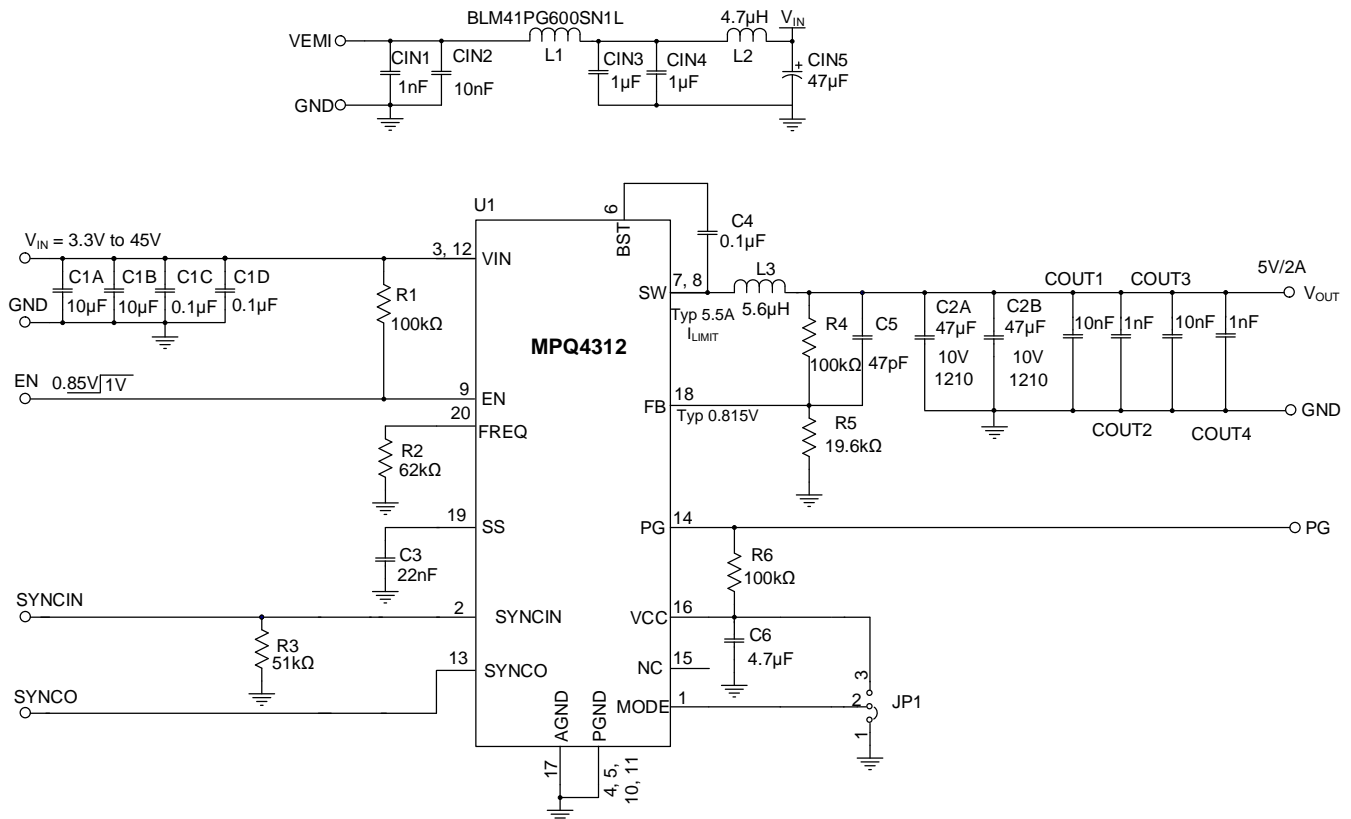 BLM41PG600SN1L
4.7µH
VIN
VEMI
L1
L2
CIN1
1nF
CIN2
10nF
CIN3
1µF
CIN4
1µF
+
CIN5
47µF
GND
U1
6
BST
C4
0.1µF
VIN = 3.3V to 45V
3, 12
VIN
C1A
10µF
C1B
10µF
C1C
0.1µF
C1D
0.1µF
GND
R1
100kΩ
SW
7, 8
L3
5.6µH
Typ 5.5A
ILIMIT
MPQ4312
R4
100kΩ
C5
47pF
C2A
47µF
10V
1210
C2B
47µF
10V
1210
COUT1
10nF
1nF
COUT3
10nF
1nF
COUT2
COUT4
5V/2A
VOUT
GND
EN
0.85V
1V
9
EN
20
FREQ
R2
62kΩ
FB
18
Typ 0.815V
R5
19.6kΩ
19
SS
C3
22nF
PG
14
PG
R6
100kΩ
SYNCIN
2
SYNCIN
R3
51kΩ
VCC
16
C6
4.7µF
13
SYNCO
NC
15
SYNCO
MODE
1
3
2
1
JP1
AGND
PGND
17
4, 5,
10, 11